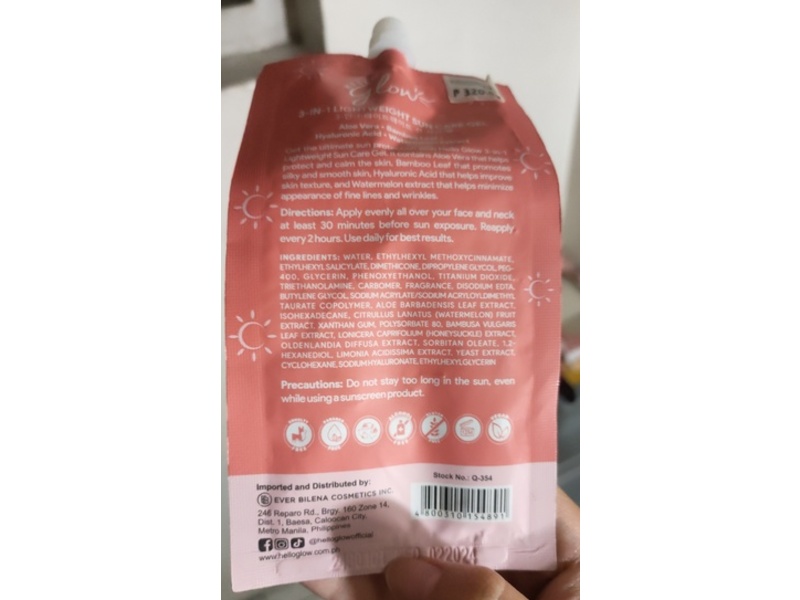 Glow
₱ 320
3-IN-1 LIGHTWEIGHT SUN
Aloe Vera •
Hyaluronic Acid •
Lightweight Sun Care Gel. It contains Aloe Vera that helps
protect and calm the skin, Bamboo Leaf that promotes
silky and smooth skin, Hyaluronic Acid that helps improve
skin texture, and Watermelon extract that helps minimize
appearance of fine lines and wrinkles.
Directions: Apply evenly all over your face and neck
at least 30 minutes before sun exposure. Reapply
every 2 hours. Use daily for best results.
INGREDIENTS: WATER, ETHYLHEXYL METHOXYCINNAMATE,
ETHYLHEXYL SALICYLATE, DIMETHICONE, DIPROPYLENE GLYCOL, PEG-
400, GLYCERIN, PHENOXYETHANOL, TITANIUM DIOXIDE,
TRIETHANOLAMINE, CARBOMER, FRAGRANCE, DISODIUM EDTA,
BUTYLENE GLYCOL, SODIUM ACRYLATE/SODIUM ACRYLOYLDIMETHYL
TAURATE COPOLYMER, ALOE BARBADENSIS LEAF EXTRACT,
ISOHEXADECANE, CITRULLUS LANATUS (WATERMELON) FRUIT
EXTRACT, XANTHAN GUM, POLYSORBATE 80, BAMBUSA VULGARIS
LEAF EXTRACT, LONICERA CAPRIFOLIUM (HONEYSUCKLE) EXTRACT,
OLDENLANDIA DIFFUSA EXTRACT, SORBITAN OLEATE, 1,2-
HEXANEDIOL, LIMONIA ACIDISSIMA EXTRACT, YEAST EXTRACT,
CYCLOHEXANE, SODIUM HYALURONATE, ETHYLHEXYLGLYCERIN
Precautions: Do not stay too long in the sun, even
while using a sunscreen product.
Stock No.: Q-354
Imported and Distributed by:
EVER BILENA COSMETICS INC.
246 Reparo Rd., Brgy. 160 Zone 14,
Dist. 1, Baesa, Caloocan City,
Metro Manila, Philippines
@helloglowofficial
www.helloglow.com.ph
4800310134891
022024